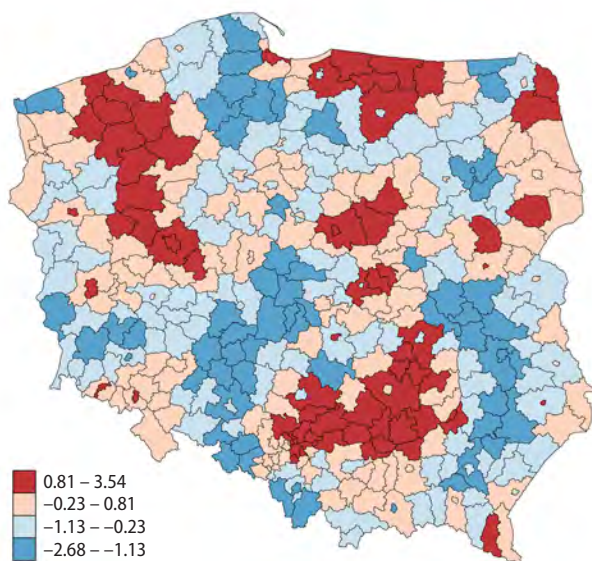 0.81 – 3.54
–0.23 – 0.81
–1.13 – –0.23
–2.68 – –1.13